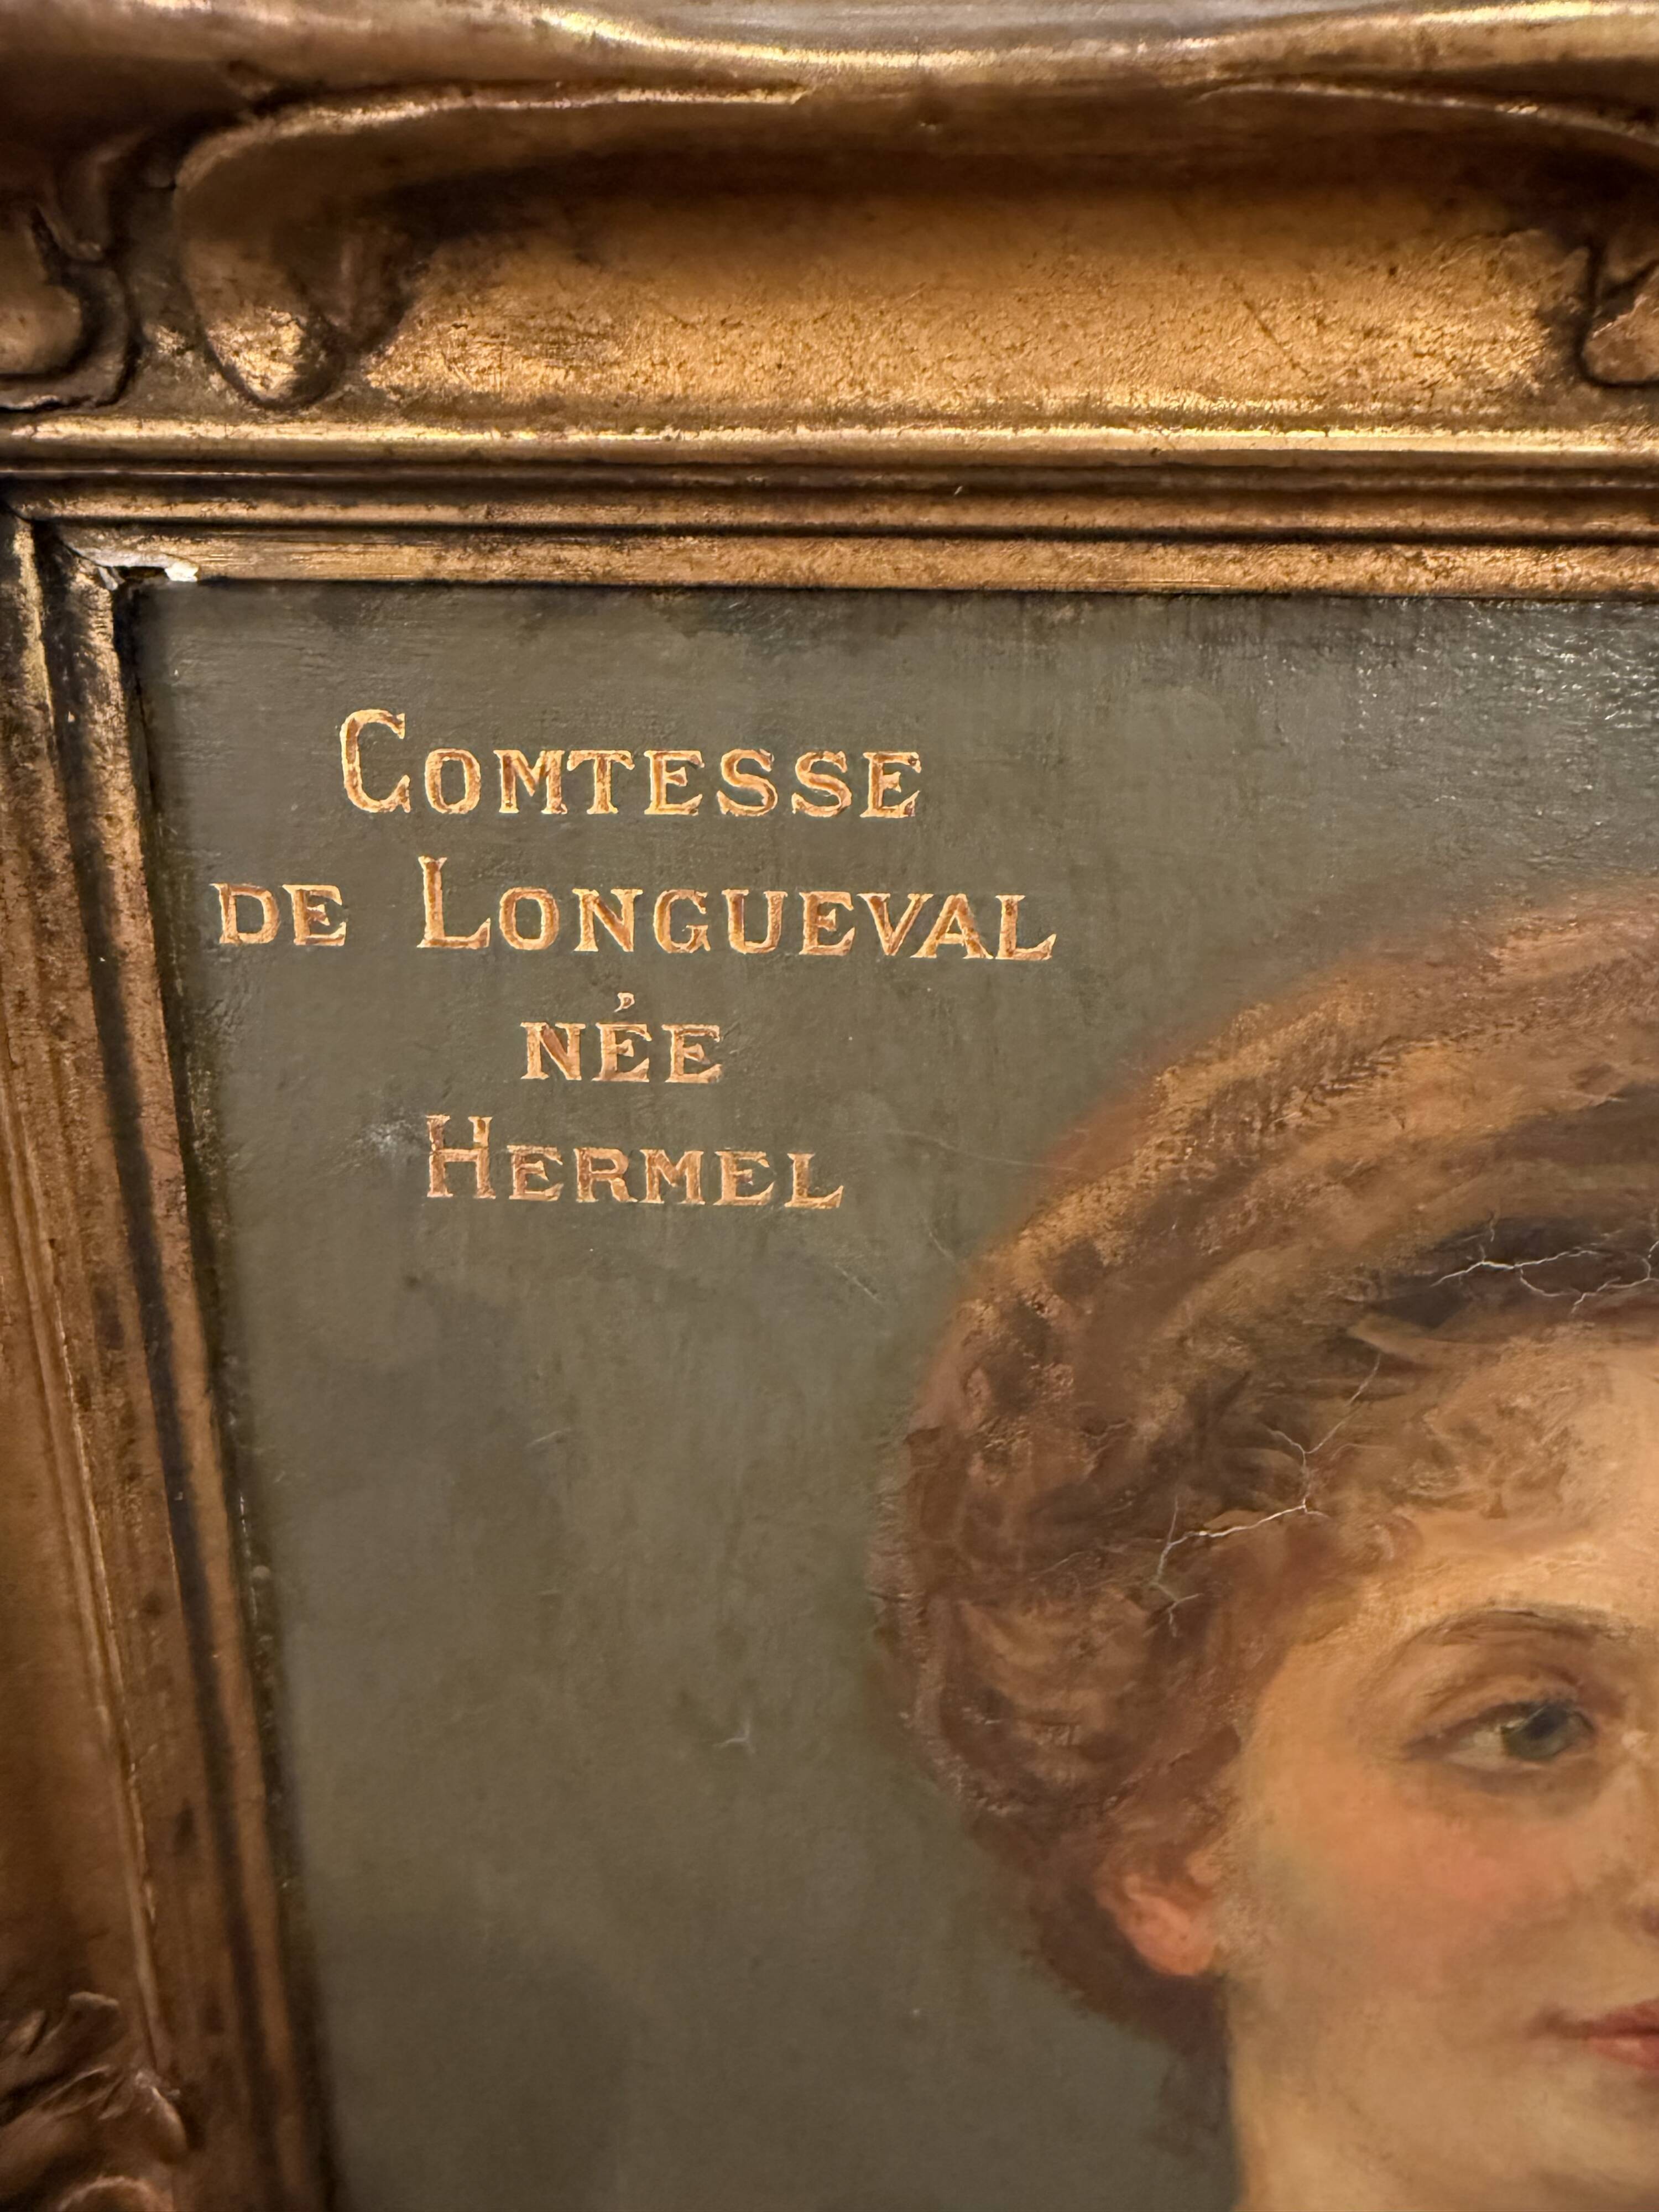 COMTESSE
DE LONGUEVAL
NÉE
HERMEL